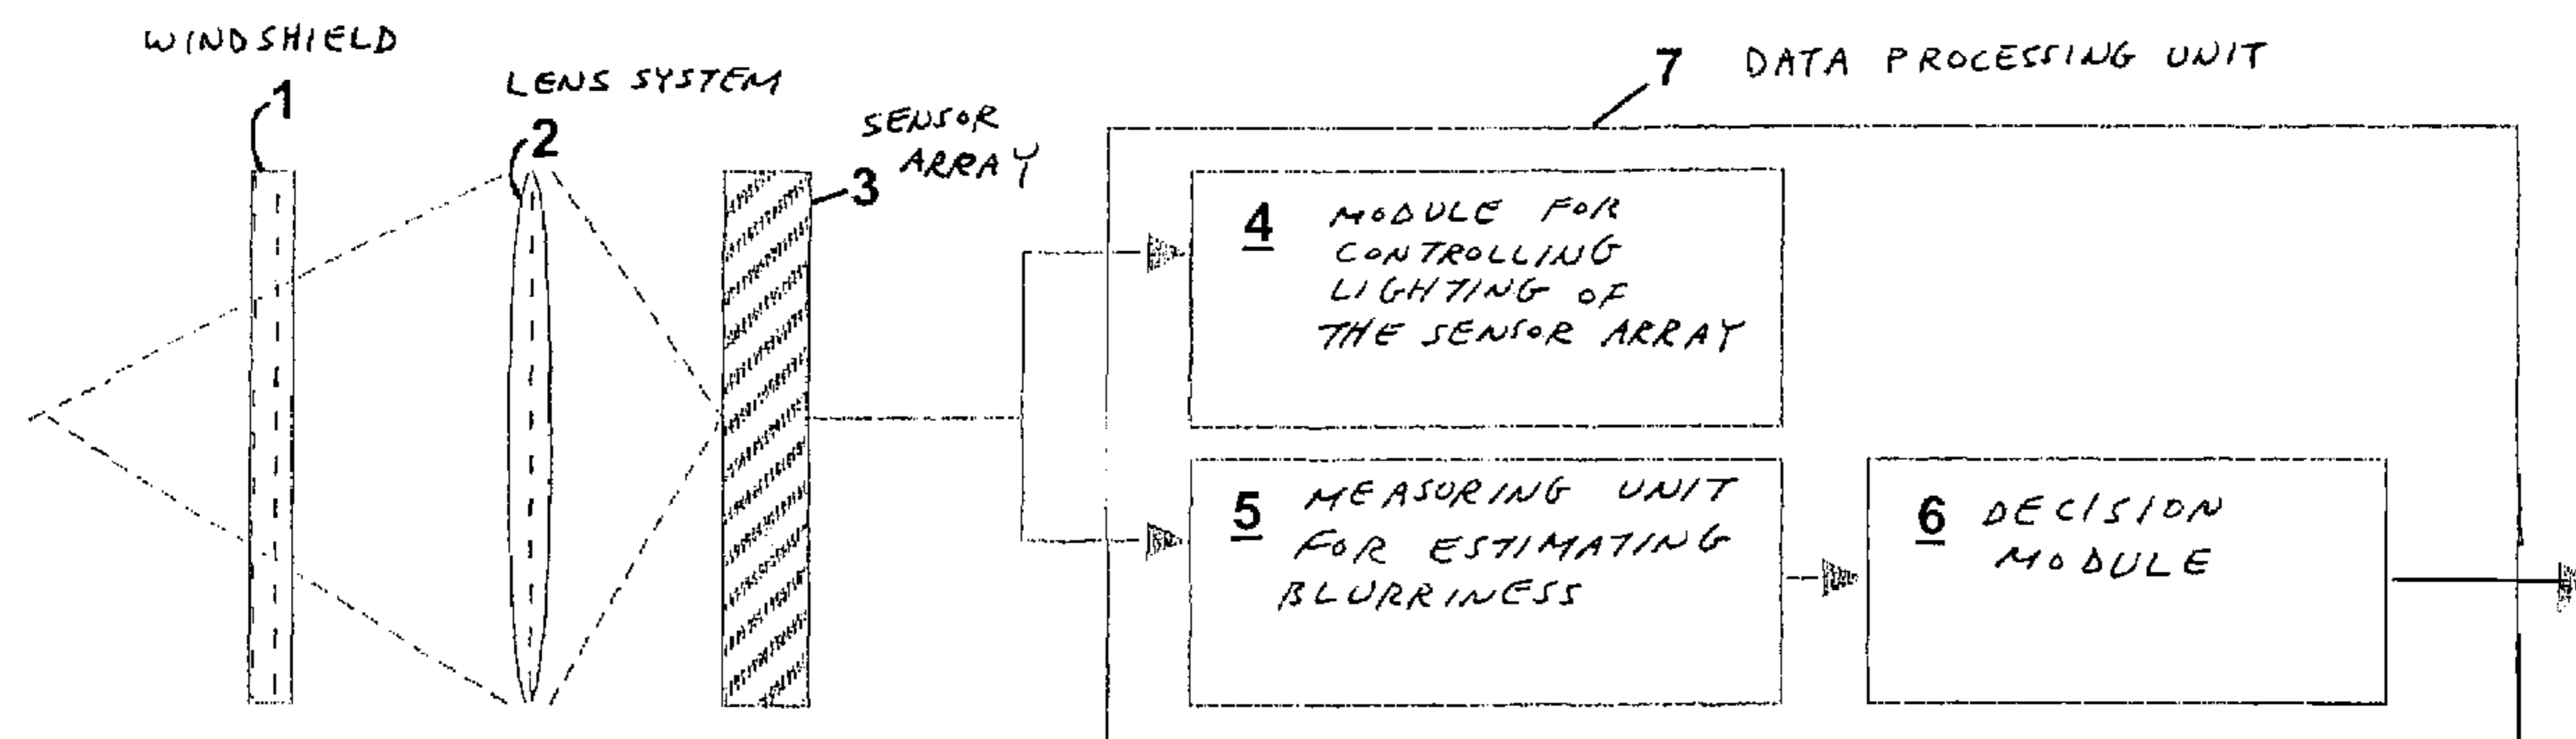 WINDSHIELD
1
LENS SYSTEM
2
SENSOR
ARRAY
3
7 DATA PROCESSING UNIT
4 MODULE FOR
CONTROLLING
LIGHTING OF
THE SENSOR ARRAY
5 MEASURING UNIT
FOR ESTIMATING
BLURRINESS
6 DECISION
MODULE